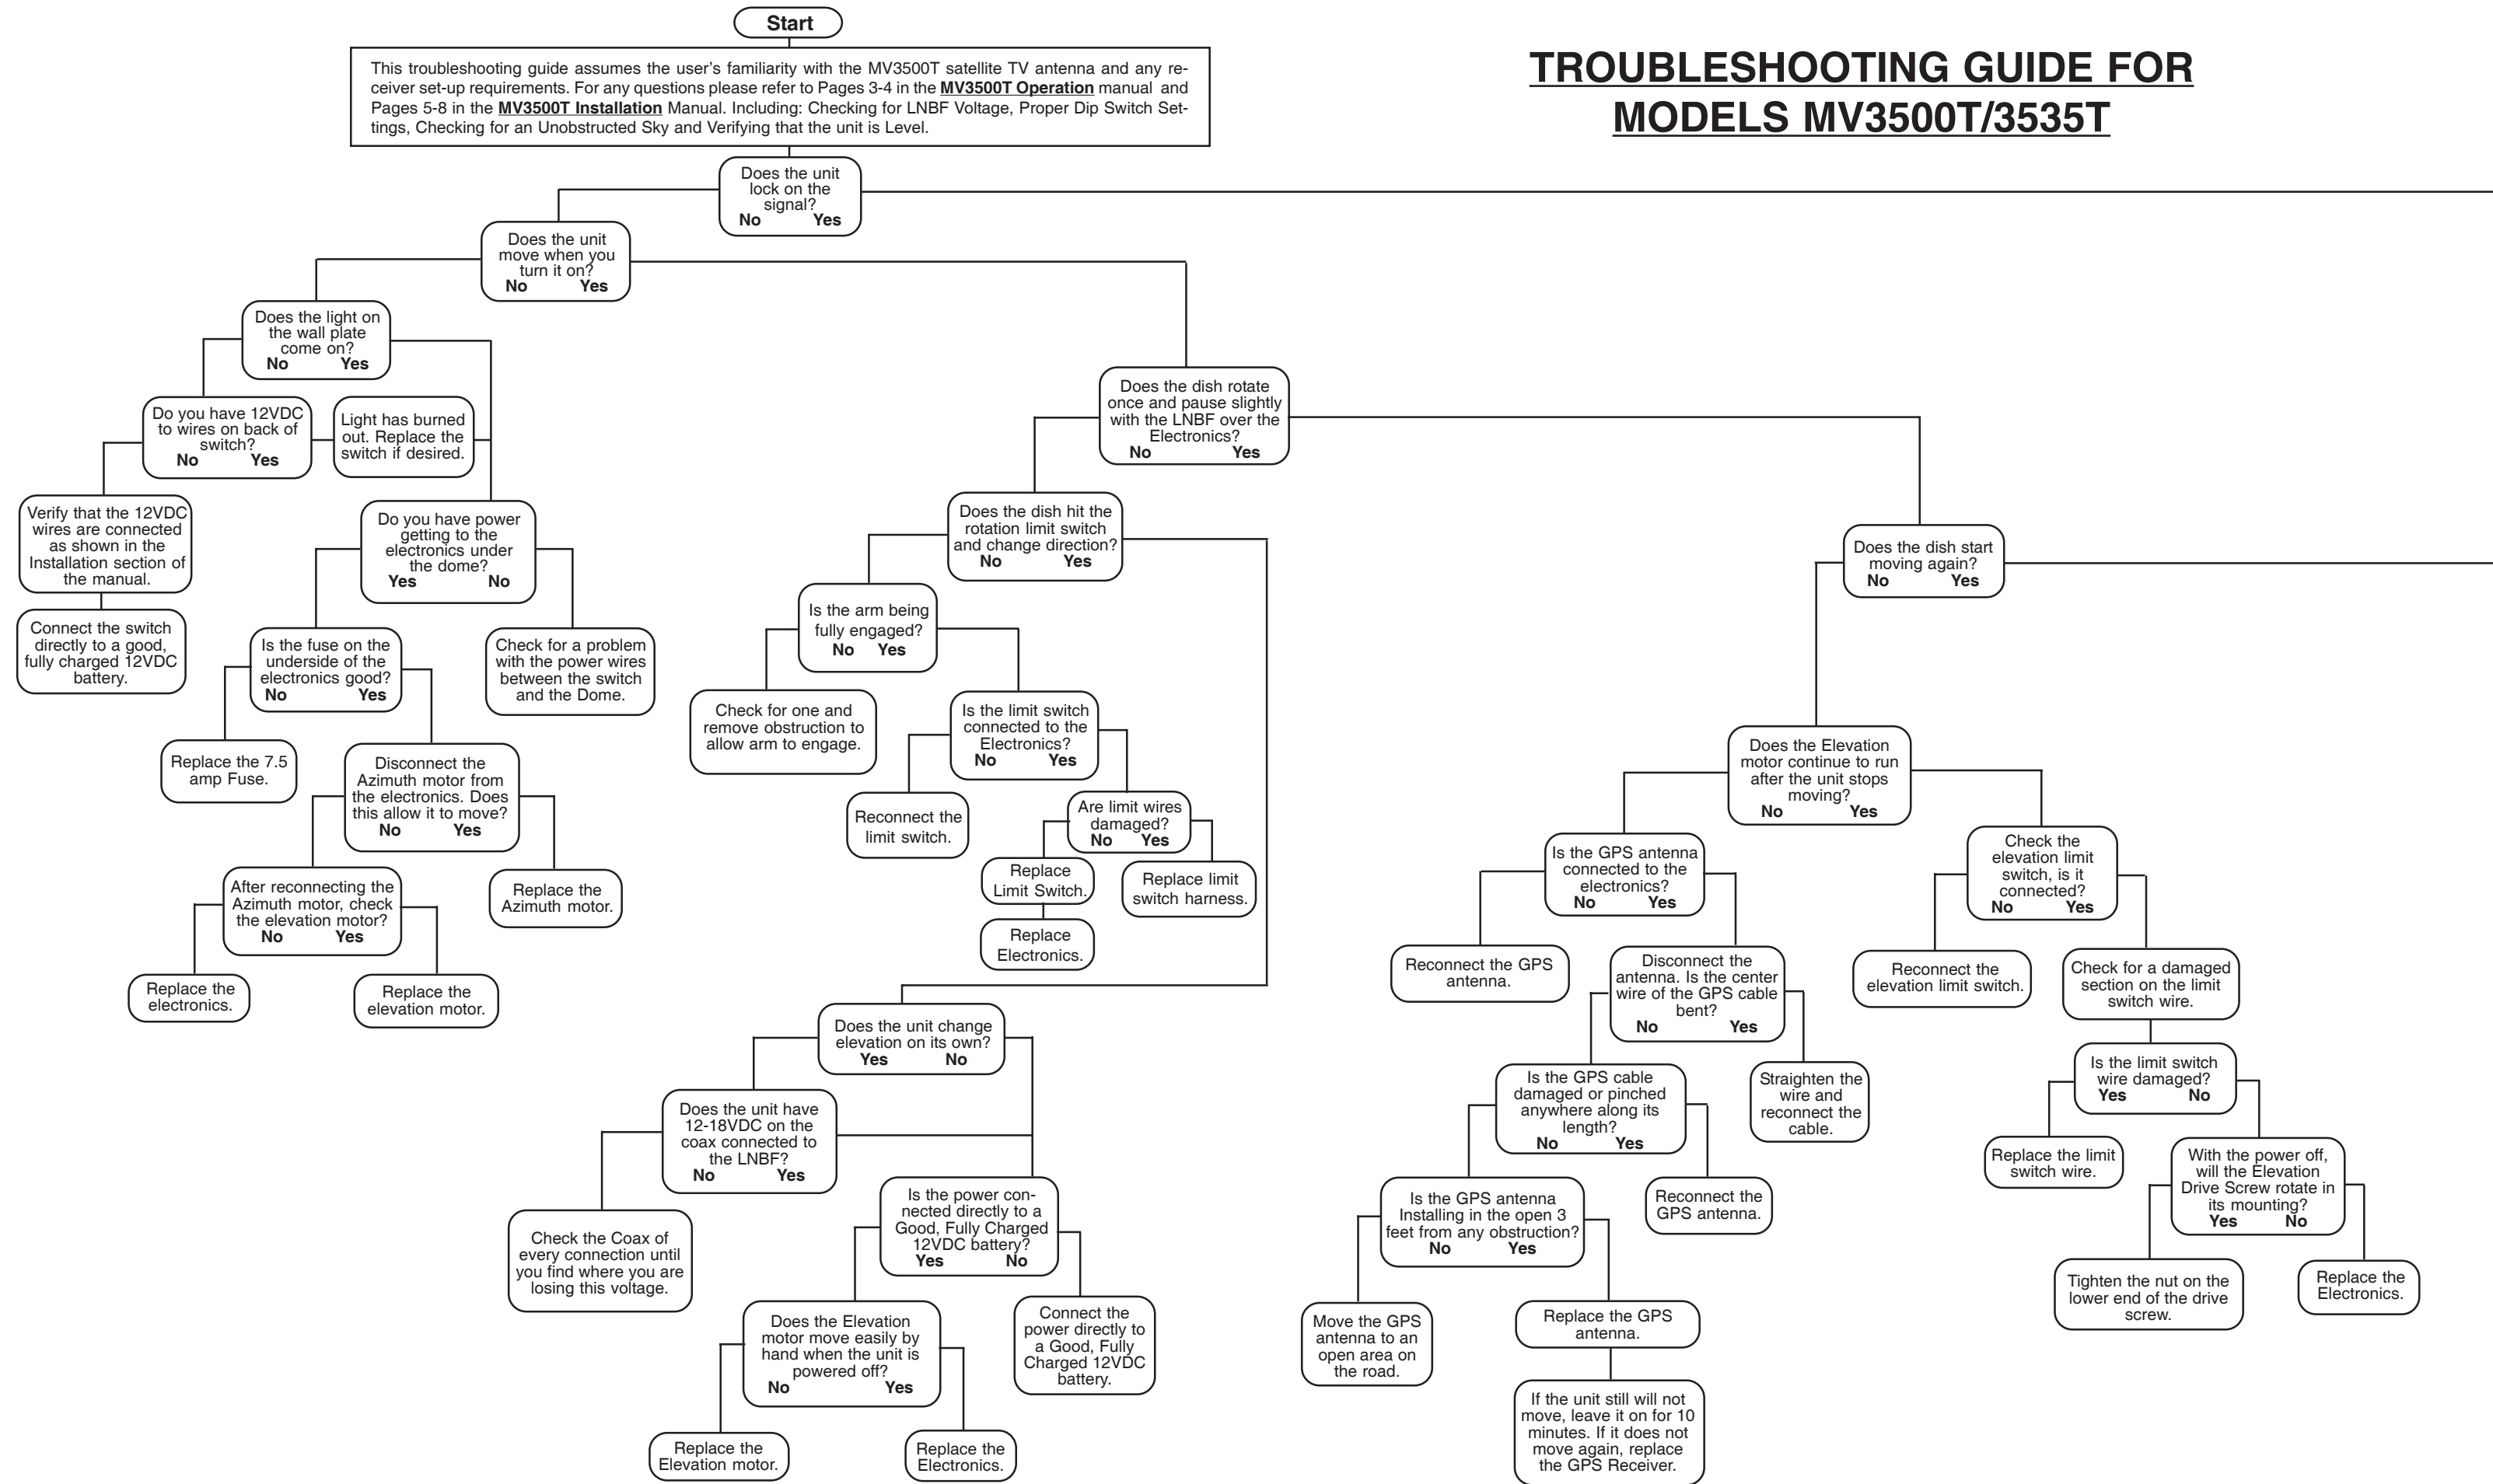 Start
TROUBLESHOOTING GUIDE FOR
MODELS MV3500T/3535T
This troubleshooting guide assumes the user's familiarity with the MV3500T satellite TV antenna and any re-
ceiver set-up requirements. For any questions please refer to Pages 3-4 in the MV3500T Operation manual and
Pages 5-8 in the MV3500T Installation Manual. Including: Checking for LNBF Voltage, Proper Dip Switch Set-
tings, Checking for an Unobstructed Sky and Verifying that the unit is Level.
Does the unit
lock on the
signal?
No Yes
Does the unit
move when you
turn it on?
No Yes
Does the light on
the wall plate
come on?
No Yes
Do you have 12VDC
to wires on back of
switch?
No Yes
Light has burned
out. Replace the
switch if desired.
Verify that the 12VDC
wires are connected
as shown in the
Installation section of
the manual.
Connect the switch
directly to a good,
fully charged 12VDC
battery.
Do you have power
getting to the
electronics under
the dome?
Yes No
Is the fuse on the
underside of the
electronics good?
No Yes
Check for a problem
with the power wires
between the switch
and the Dome.
Replace the 7.5
amp Fuse.
Disconnect the
Azimuth motor from
the electronics. Does
this allow it to move?
No Yes
After reconnecting the
Azimuth motor, check
the elevation motor?
No Yes
Replace the
Azimuth motor.
Replace the
electronics.
Replace the
elevation motor.
Does the dish rotate
once and pause slightly
with the LNBF over the
Electronics?
No Yes
Does the dish hit the
rotation limit switch
and change direction?
No Yes
Is the arm being
fully engaged?
No Yes
Check for one and
remove obstruction to
allow arm to engage.
Is the limit switch
connected to the
Electronics?
No Yes
Reconnect the
limit switch.
Are limit wires
damaged?
No Yes
Replace
Limit Switch.
Replace limit
switch harness.
Replace
Electronics.
Does the unit change
elevation on its own?
Yes No
Does the unit have
12-18VDC on the
coax connected to
the LNBF?
No Yes
Check the Coax of
every connection until
you find where you are
losing this voltage.
Is the power con-
nected directly to a
Good, Fully Charged
12VDC battery?
Yes No
Does the Elevation
motor move easily by
hand when the unit is
powered off?
No Yes
Connect the
power directly to
a Good, Fully
Charged 12VDC
battery.
Replace the
Elevation motor.
Replace the
Electronics.
Does the dish start
moving again?
No Yes
Does the Elevation
motor continue to run
after the unit stops
moving?
No Yes
Is the GPS antenna
connected to the
electronics?
No Yes
Reconnect the GPS
antenna.
Disconnect the
antenna. Is the center
wire of the GPS cable
bent?
No Yes
Is the GPS cable
damaged or pinched
anywhere along its
length?
No Yes
Straighten the
wire and
reconnect the
cable.
Is the GPS antenna
Installing in the open 3
feet from any obstruction?
No Yes
Reconnect the
GPS antenna.
Move the GPS
antenna to an
open area on
the road.
Replace the GPS
antenna.
If the unit still will not
move, leave it on for 10
minutes. If it does not
move again, replace
the GPS Receiver.
Check the
elevation limit
switch, is it
connected?
No Yes
Reconnect the
elevation limit switch.
Check for a damaged
section on the limit
switch wire.
Is the limit switch
wire damaged?
Yes No
Replace the limit
switch wire.
With the power off,
will the Elevation
Drive Screw rotate in
its mounting?
Yes No
Tighten the nut on the
lower end of the drive
screw.
Replace the
Electronics.